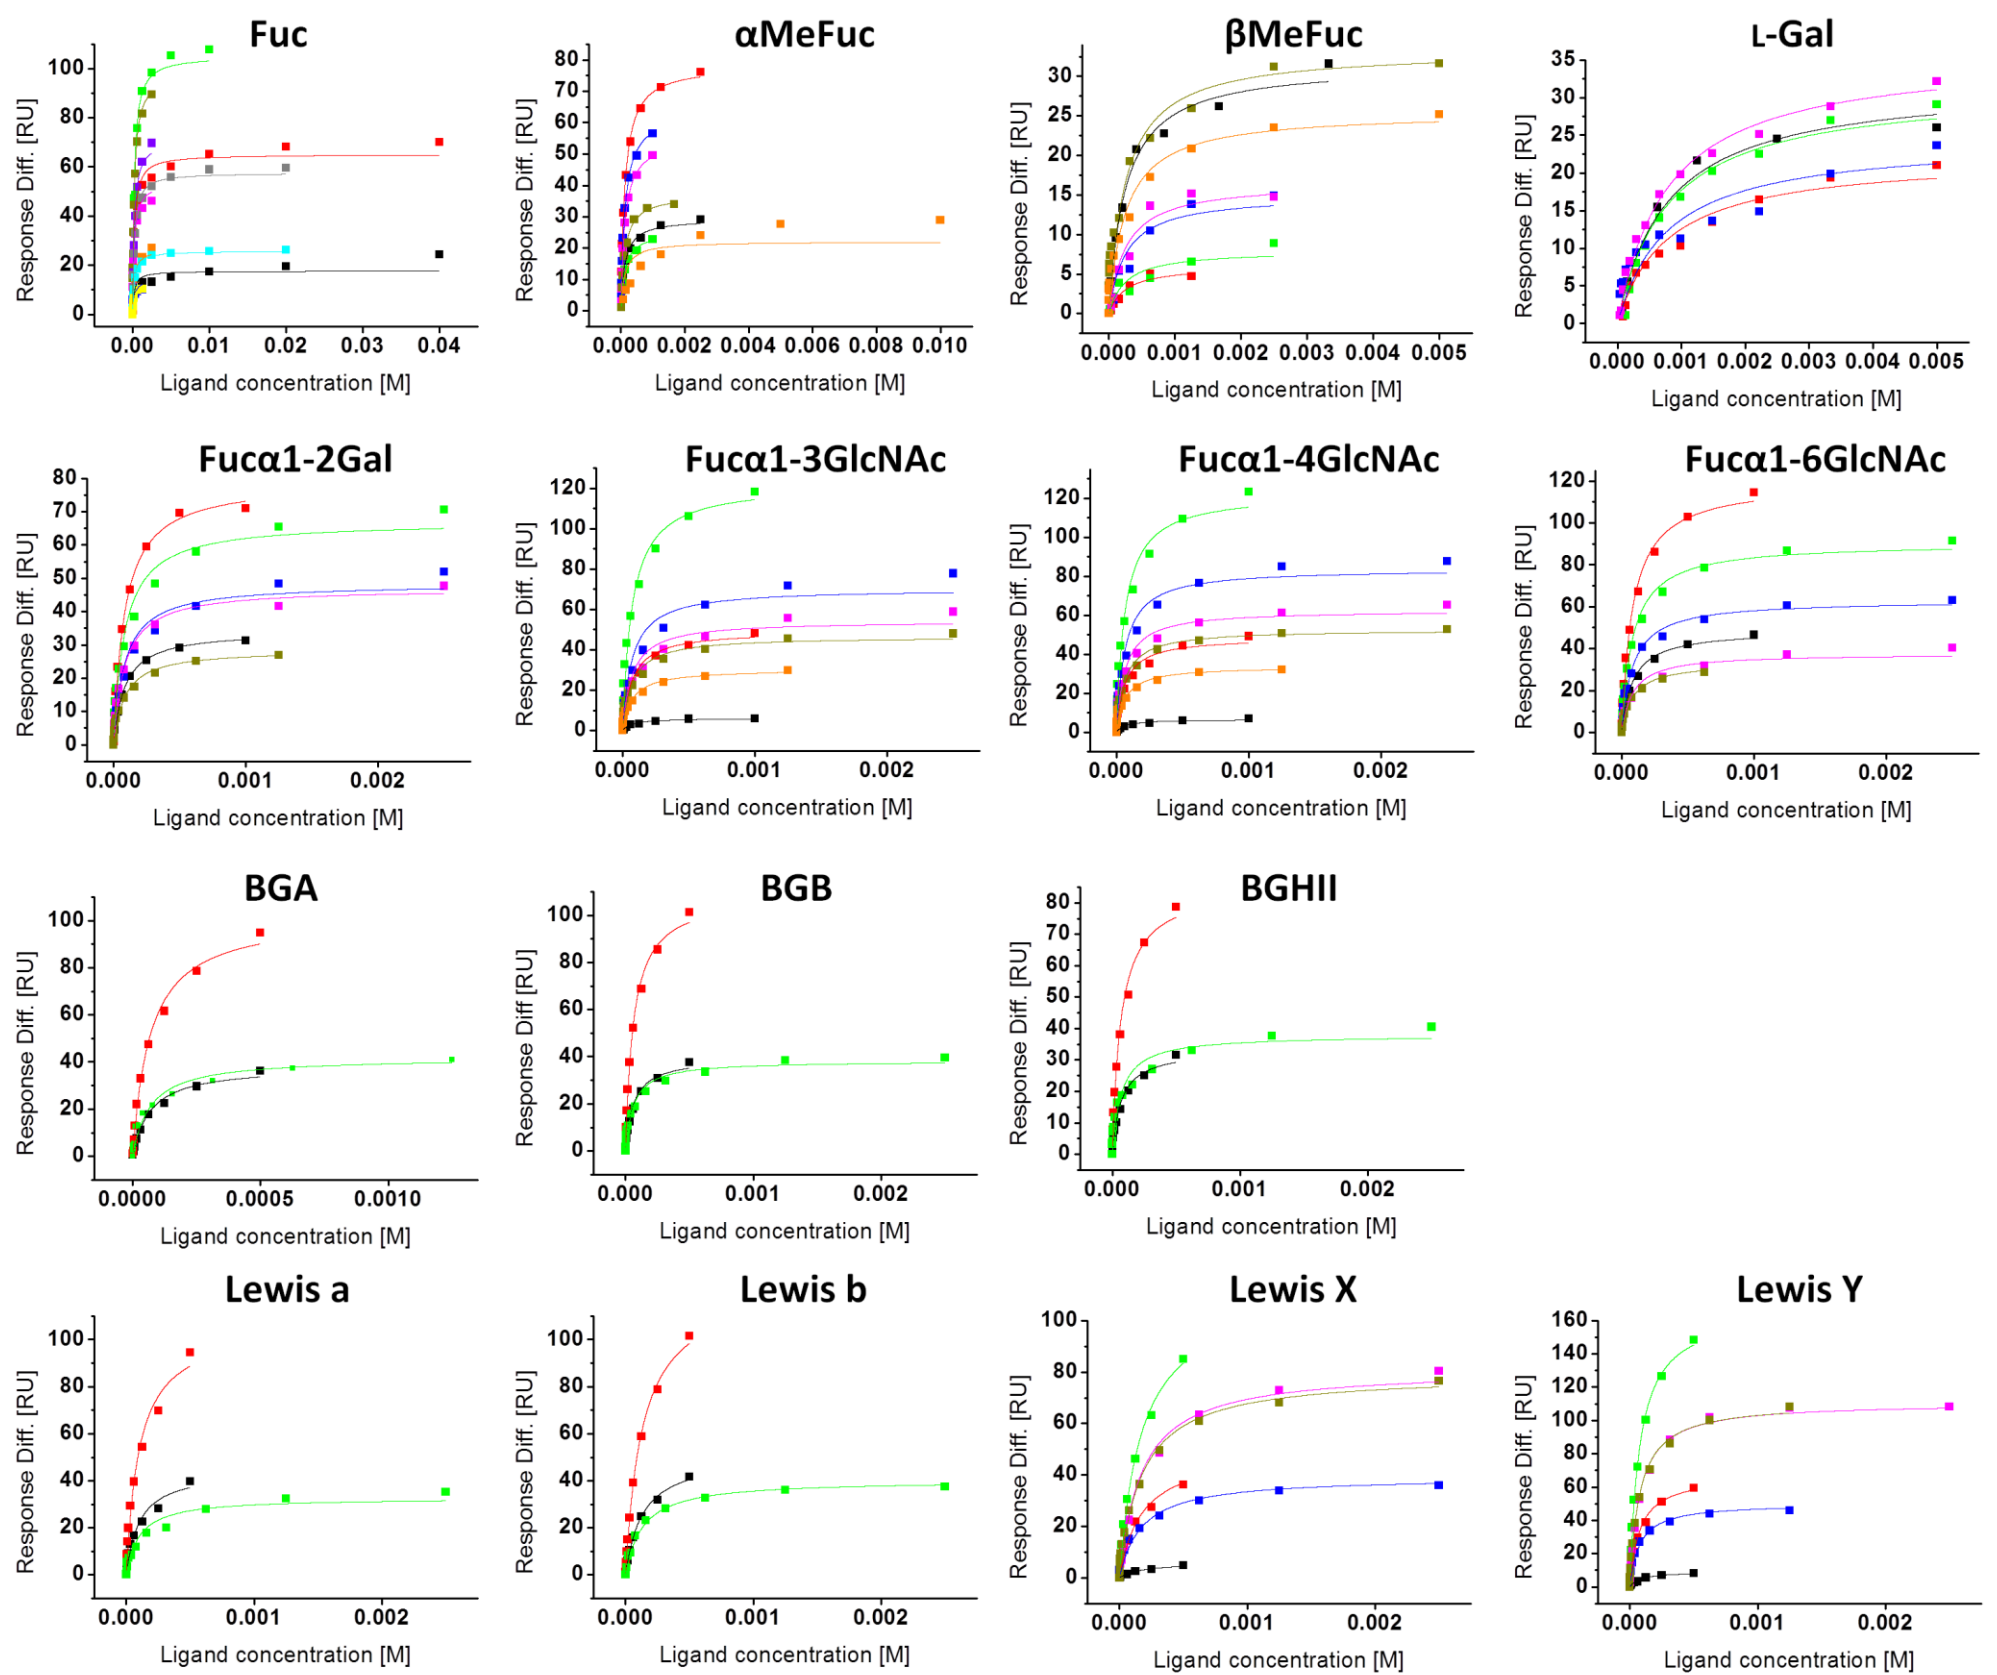 Fuc
100
80
60
40
20
0
Response Diff. [RU]
0.00 0.01 0.02 0.03 0.04
Ligand concentration [M]
αMeFuc
80
70
60
50
40
30
20
10
0
Response Diff. [RU]
0.000 0.002 0.004 0.006 0.008 0.010
Ligand concentration [M]
βMeFuc
30
25
20
15
10
5
0
Response Diff. [RU]
0.000 0.001 0.002 0.003 0.004 0.005
Ligand concentration [M]
L-Gal
35
30
25
20
15
10
5
0
Response Diff. [RU]
0.000 0.001 0.002 0.003 0.004 0.005
Ligand concentration [M]
Fucα1-2Gal
80
70
60
50
40
30
20
10
0
Response Diff. [RU]
0.000 0.001 0.002
Ligand concentration [M]
Fucα1-3GlcNAc
120
100
80
60
40
20
0
Response Diff. [RU]
0.000 0.001 0.002
Ligand concentration [M]
Fucα1-4GlcNAc
120
100
80
60
40
20
0
Response Diff. [RU]
0.000 0.001 0.002
Ligand concentration [M]
Fucα1-6GlcNAc
120
100
80
60
40
20
0
Response Diff. [RU]
0.000 0.001 0.002
Ligand concentration [M]
BGA
100
80
60
40
20
0
Response Diff. [RU]
0.0000 0.0005 0.0010
Ligand concentration [M]
BGB
100
80
60
40
20
0
Response Diff [RU]
0.000 0.001 0.002
Ligand concentration [M]
BGHII
80
70
60
50
40
30
20
10
0
Response Diff. [RU]
0.000 0.001 0.002
Ligand concentration [M]
Lewis a
100
80
60
40
20
0
Response Diff. [RU]
0.000 0.001 0.002
Ligand concentration [M]
Lewis b
100
80
60
40
20
0
Response Diff. [RU]
0.000 0.001 0.002
Ligand concentration [M]
Lewis X
100
80
60
40
20
0
Response Diff. [RU]
0.000 0.001 0.002
Ligand concentration [M]
Lewis Y
160
140
120
100
80
60
40
20
0
Response Diff. [RU]
0.000 0.001 0.002
Ligand concentration [M]